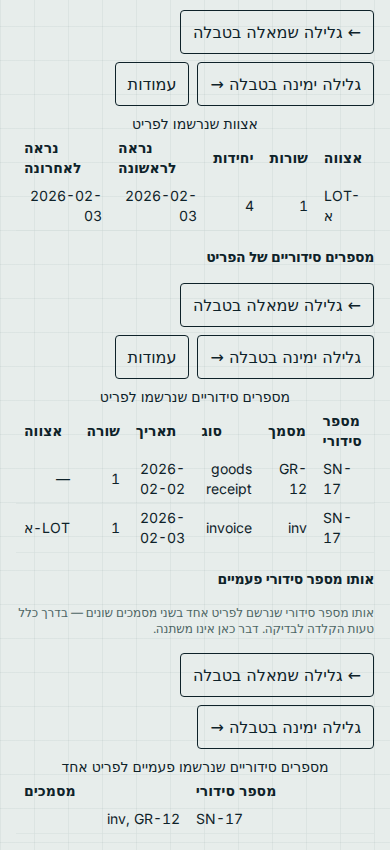 ← גלילה שמאלה בטבלה
גלילה ימינה בטבלה →
עמודות
אצוות שנרשמו לפריט
אצווה שורות יחידות נראה לראשונה נראה לאחרונה
LOT-א 1 4 2026-02-03 2026-02-03
מספרים סידוריים של הפריט
← גלילה שמאלה בטבלה
גלילה ימינה בטבלה →
עמודות
מספרים סידוריים שנרשמו לפריט
מספר סידורי מסמך סוג תאריך שורה אצווה
SN-17 GR-12 goods receipt 2026-02-02 1 —
SN-17 inv invoice 2026-02-03 1 LOT-א
אותו מספר סידורי פעמיים
אותו מספר סידורי שנרשם לפריט אחד בשני מסמכים שונים — בדרך כלל
טעות הקלדה לבדיקה. דבר כאן אינו משתנה.
← גלילה שמאלה בטבלה
גלילה ימינה בטבלה →
מספרים סידוריים שנרשמו פעמיים לפריט אחד
מספר סידורי מסמכים
SN-17 inv, GR-12